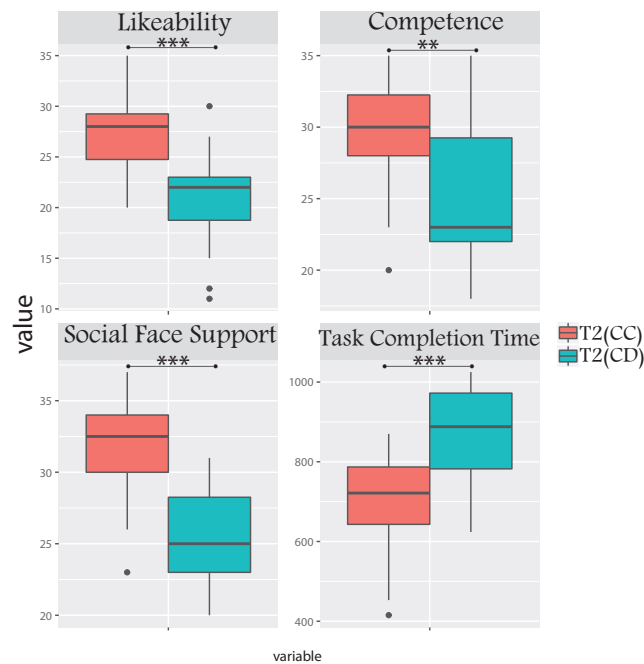 Likeability
Competence
***
**
35
30
25
20
15
10
35
30
25
20
value
Social Face Support
Task Completion Time
***
***
35
30
25
20
1000
800
600
400
T2(CC)
T2(CD)
variable